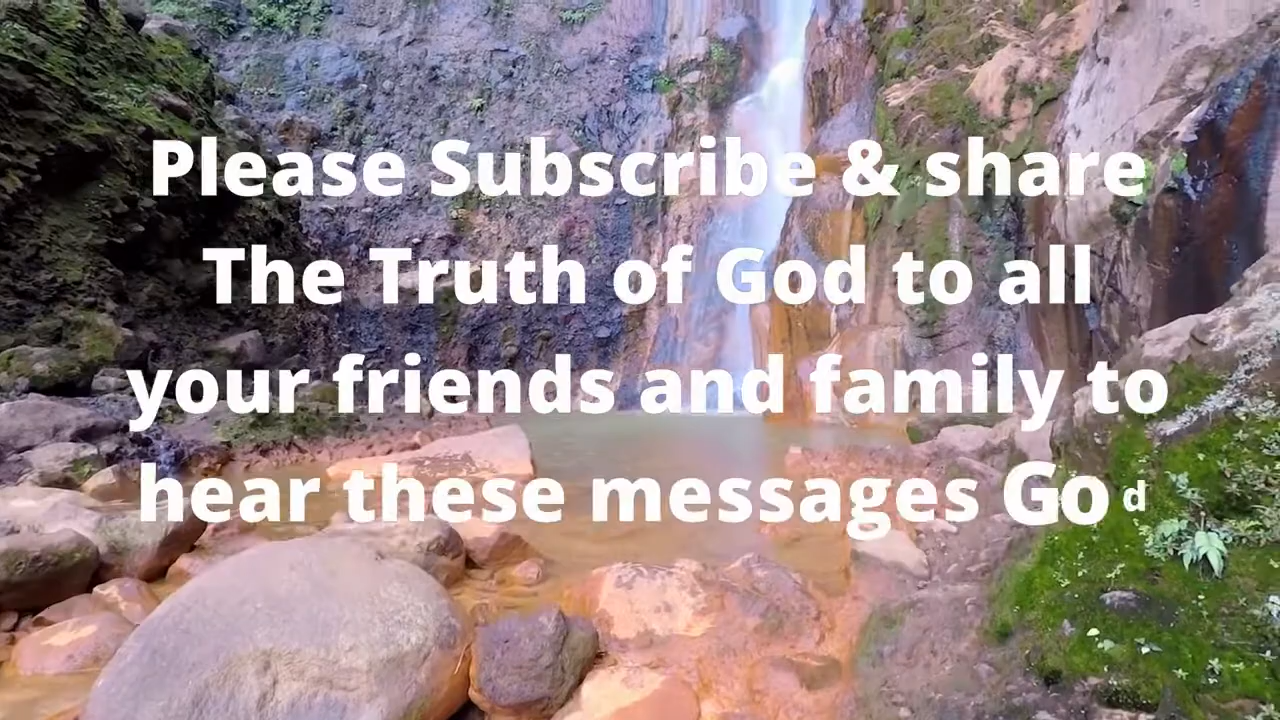 Please Subscribe & share
The Truth of God to all
your friends and family to
hear these messages God